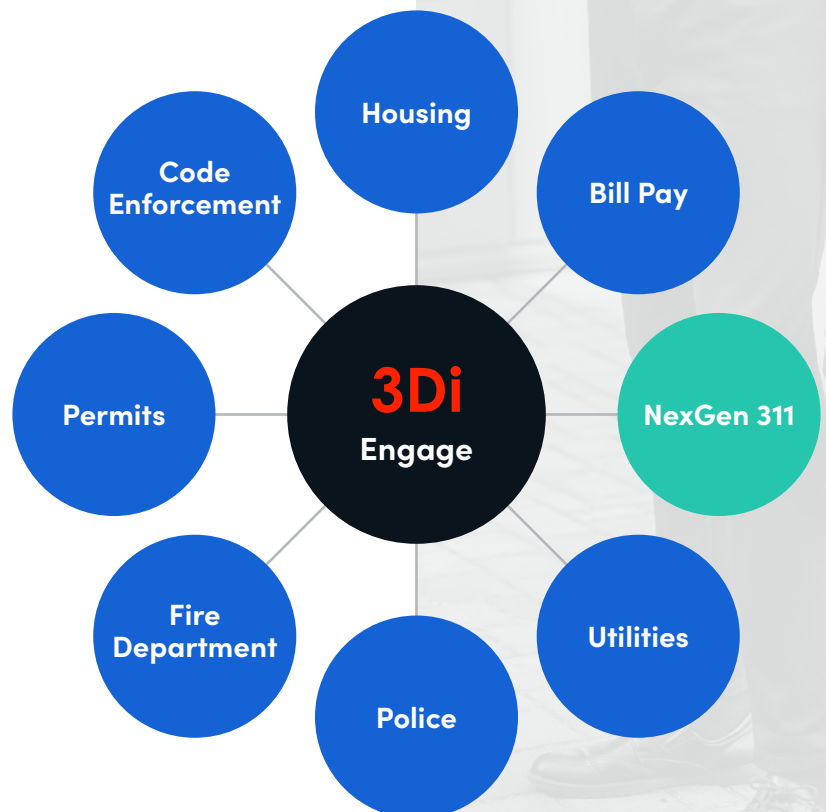 Housing
Code
Enforcement
Bill Pay
3Di
Engage
Permits
NexGen 311
Fire
Department
Utilities
Police